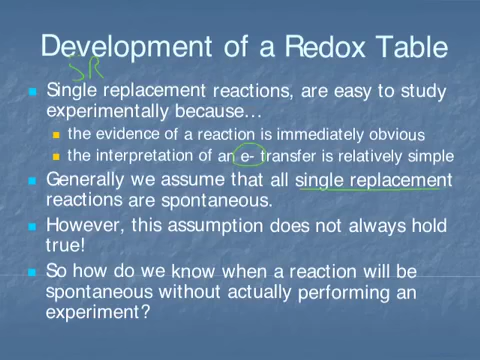 Development of a Redox Table
SR
Single replacement reactions, are easy to study
experimentally because…
the evidence of a reaction is immediately obvious
the interpretation of an e- transfer is relatively simple
Generally we assume that all single replacement
reactions are spontaneous.
However, this assumption does not always hold
true!
So how do we know when a reaction will be
spontaneous without actually performing an
experiment?